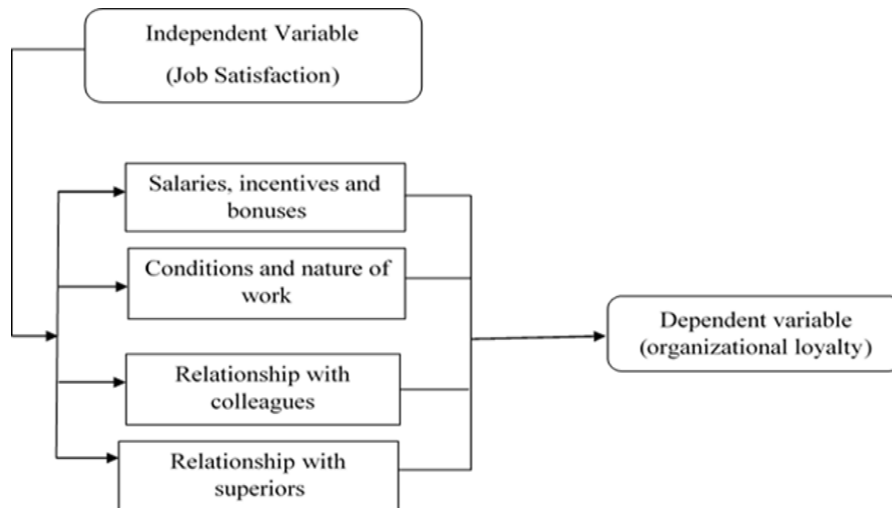 Independent Variable
(Job Satisfaction)
Salaries, incentives and
bonuses
Conditions and nature of
work
Relationship with
colleagues
Relationship with
superiors
Dependent variable
(organizational loyalty)